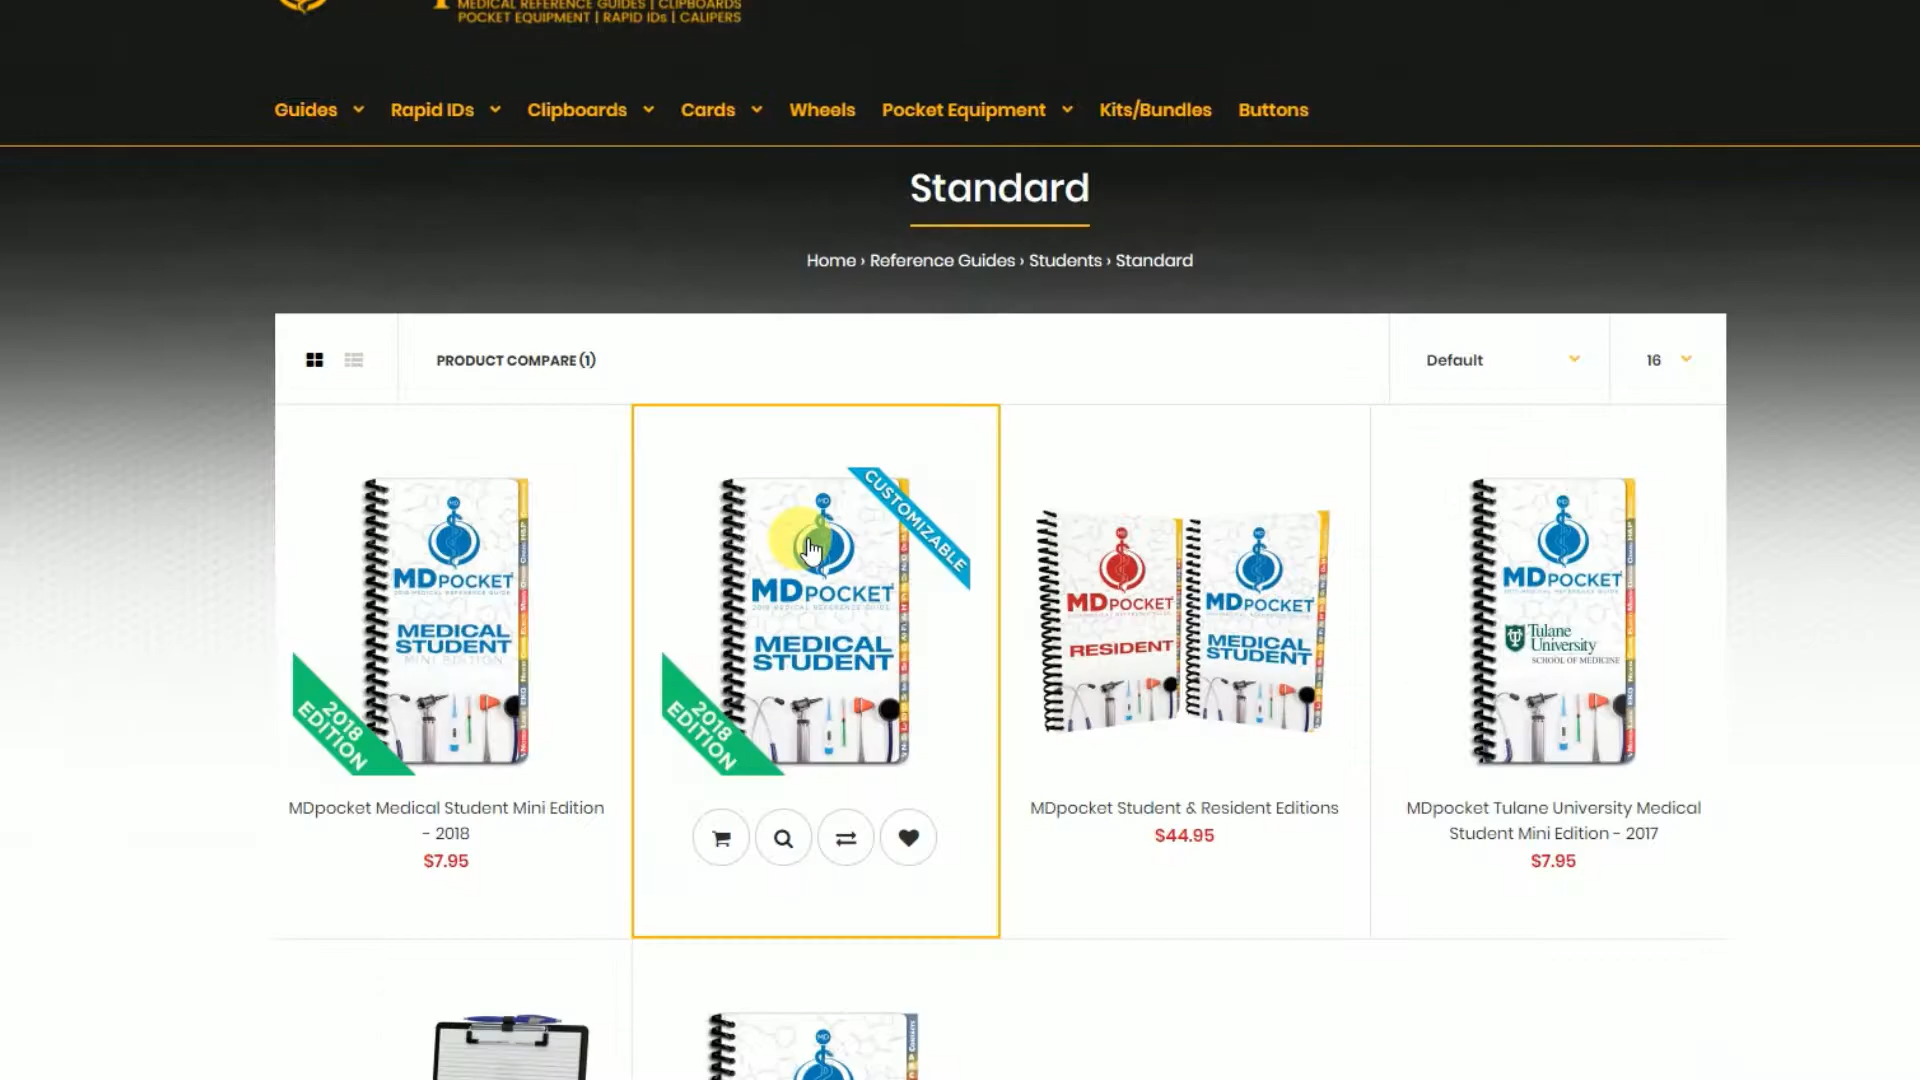 MEDICAL REFERENCE GUIDES | CLIPBOARDS
POCKET EQUIPMENT | RAPID IDs | CALIPERS
Guides Rapid IDs Clipboards Cards Wheels Pocket Equipment Kits/Bundles Buttons
Standard
Home › Reference Guides › Students › Standard
PRODUCT COMPARE (1)
Default
16
MD
MDPOCKET
2018 MEDICAL REFERENCE GUIDE
MEDICAL
STUDENT
MINI EDITION
2018
EDITION
MDpocket Medical Student Mini Edition
- 2018
$7.95
CUSTOMIZABLE
MD
MDPOCKET
2018 MEDICAL REFERENCE GUIDE
MEDICAL
STUDENT
2018
EDITION
MDPOCKET
RESIDENT
MDPOCKET
MEDICAL
STUDENT
MDpocket Student & Resident Editions
$44.95
MD
MDPOCKET
Tulane
University
SCHOOL OF MEDICINE
MDpocket Tulane University Medical
Student Mini Edition - 2017
$7.95
MD